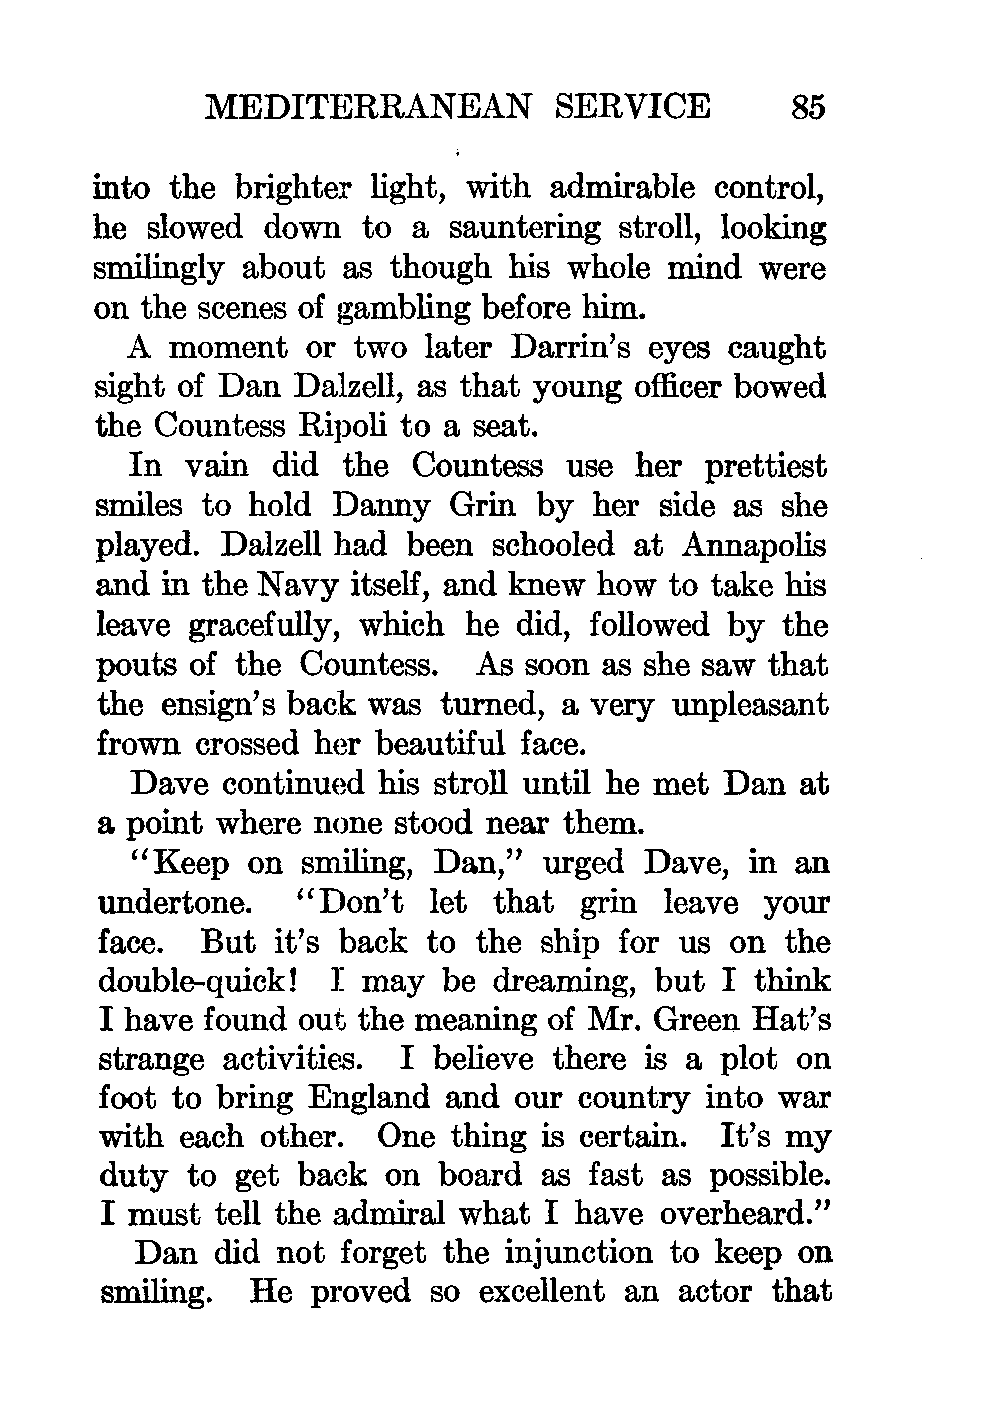 MEDITERRANEAN SERVICE 85
into the brighter light, with admirable control,
he slowed down to a sauntering stroll, looking
smilingly about as though his whole mind were
on the scenes of gambling before him.
A moment or two later Darrin's eyes caught
sight of Dan Dalzell, as that young officer bowed
the Countess Ripoli to a seat.
In vain did the Countess use her prettiest
smiles to hold Danny Grin by her side as she
played. Dalzell had been schooled at Annapolis
and in the Navy itself, and knew how to take his
leave gracefully, which he did, followed by the
pouts of the Countess. As soon as she saw that
the ensign's back was turned, a very unpleasant
frown crossed her beautiful face.
Dave continued his stroll until he met Dan at
a point where none stood near them.
“Keep on smiling, Dan,” urged Dave, in an
undertone. “Don't let that grin leave your
face. But it's back to the ship for us on the
double-quick! I may be dreaming, but I think
I have found out the meaning of Mr. Green Hat's
strange activities. I believe there is a plot on
foot to bring England and our country into war
with each other. One thing is certain. It's my
duty to get back on board as fast as possible.
I must tell the admiral what I have overheard.”
Dan did not forget the injunction to keep on
smiling. He proved so excellent an actor that